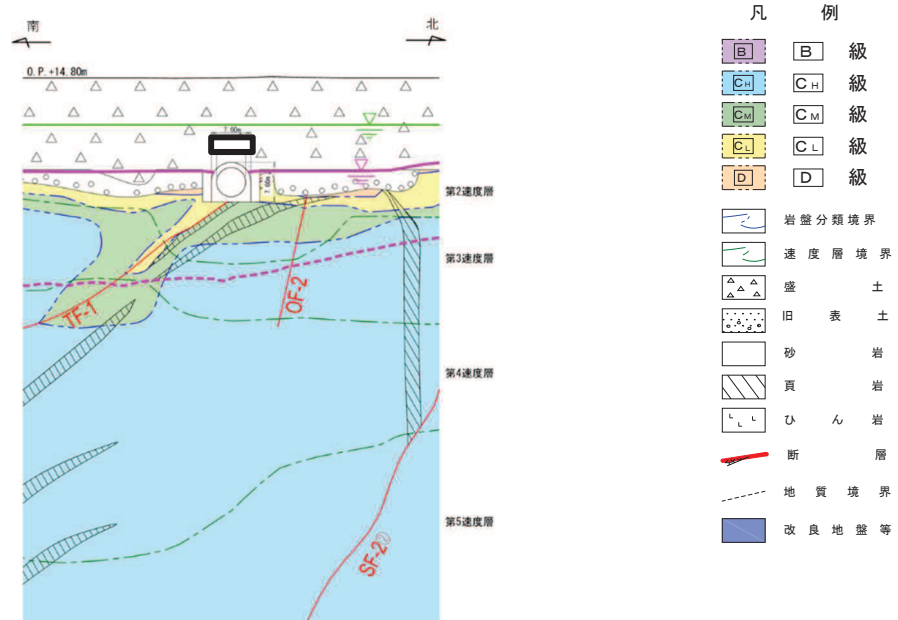 南
北
O.P.+14.80m
7.00m
第2速度層
第3速度層
第4速度層
第5速度層
TF-1
OF-2
SF-2②
凡 例
B B 級
CH CH 級
CM CM 級
CL CL 級
D D 級
岩盤分類境界
速度層境界
盛土
旧表土
砂岩
頁岩
ひん岩
断層
地質境界
改良地盤等